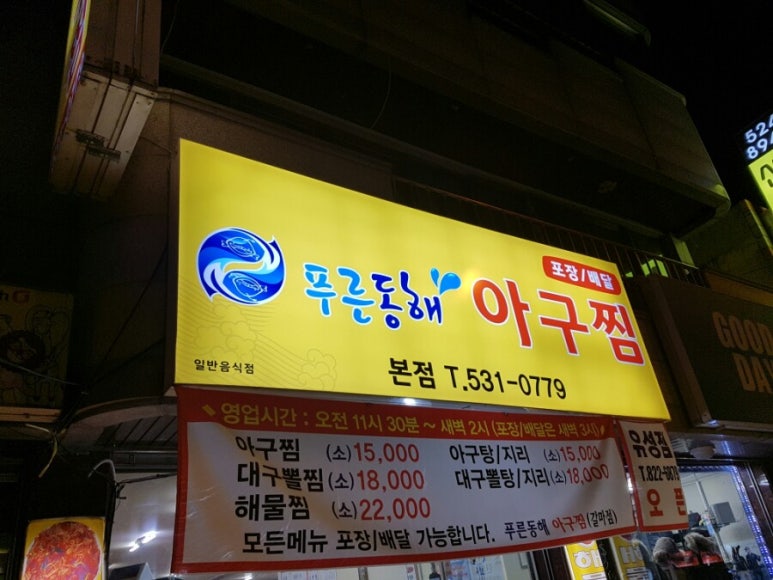 푸른동해
아구찜
포장/배달
일반음식점
본점 T.531-0779
영업시간 : 오전 11시 30분 ~ 새벽 2시 (포장/배달은 새벽 3시)
아구찜 (소) 15,000 아구탕/지리 (소) 15,000
대구뽈찜 (소) 18,000 대구뽈탕/지리 (소) 18,000
해물찜 (소) 22,000
모든메뉴 포장/배달 가능합니다. 푸른동해 아구찜 (갈마점)
유성점
오픈
GOOD
DAY